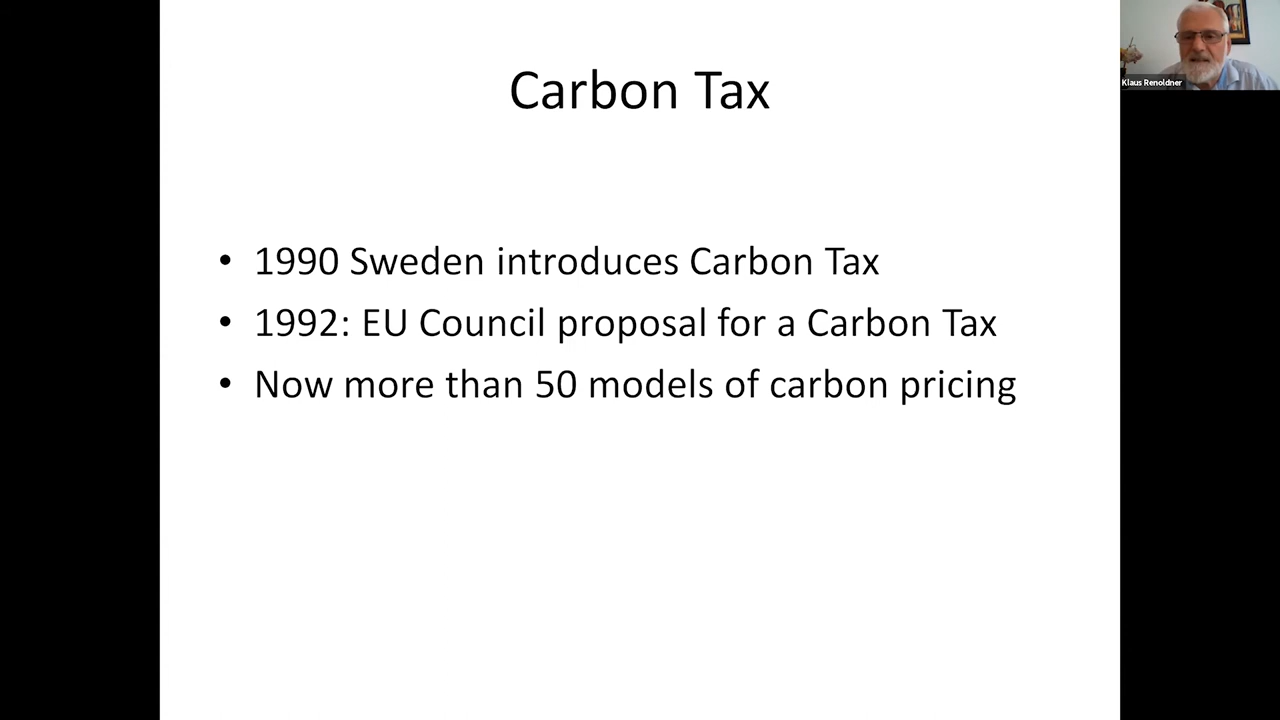 Carbon Tax
• 1990 Sweden introduces Carbon Tax
• 1992: EU Council proposal for a Carbon Tax
• Now more than 50 models of carbon pricing
Klaus Renoldner